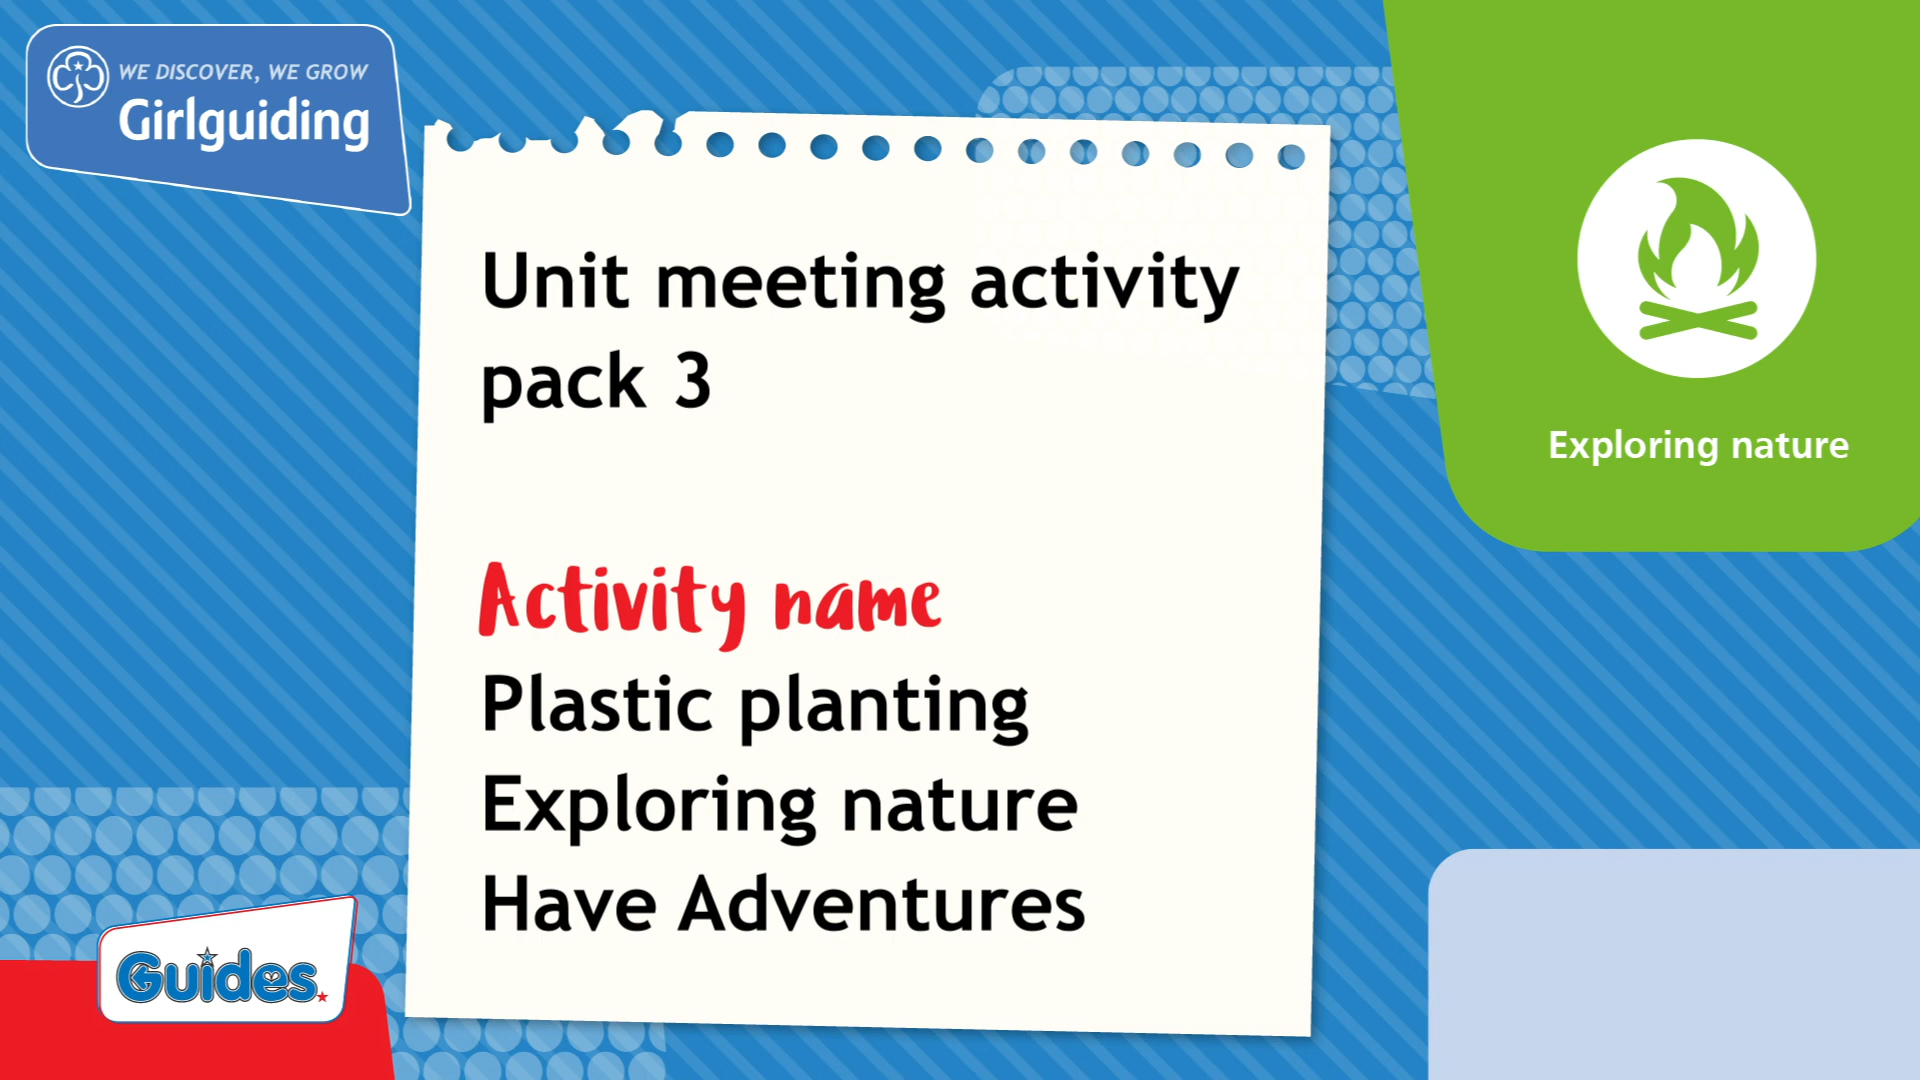 WE DISCOVER, WE GROW
Girlguiding
Unit meeting activity
pack 3
Activity name
Plastic planting
Exploring nature
Have Adventures
Exploring nature
Guides